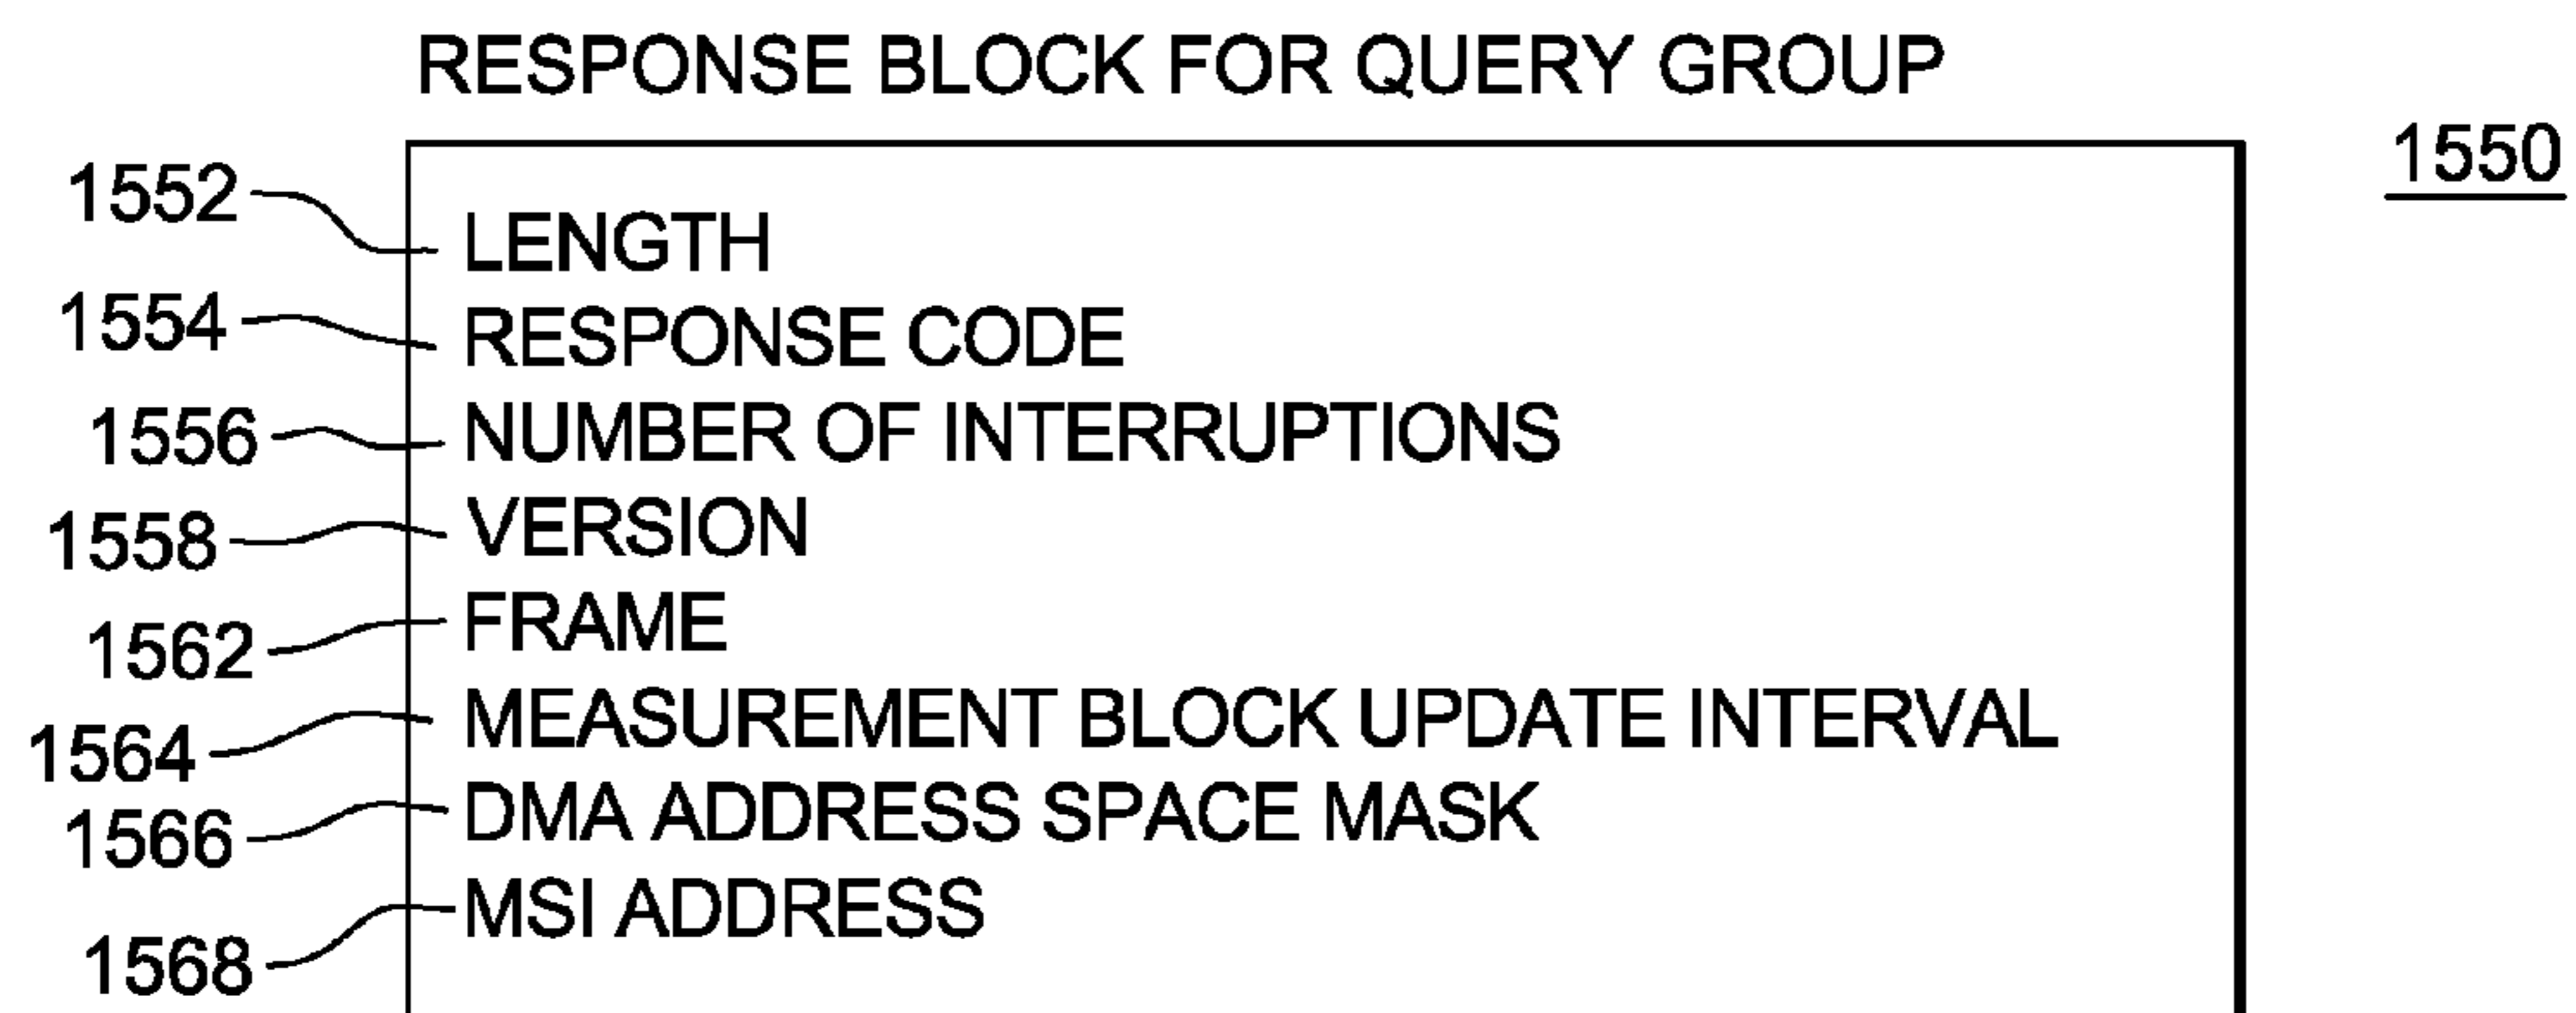 RESPONSE BLOCK FOR QUERY GROUP
1550
1552 LENGTH
1554 RESPONSE CODE
1556 NUMBER OF INTERRUPTIONS
1558 VERSION
1562 FRAME
1564 MEASUREMENT BLOCK UPDATE INTERVAL
1566 DMA ADDRESS SPACE MASK
1568 MSI ADDRESS